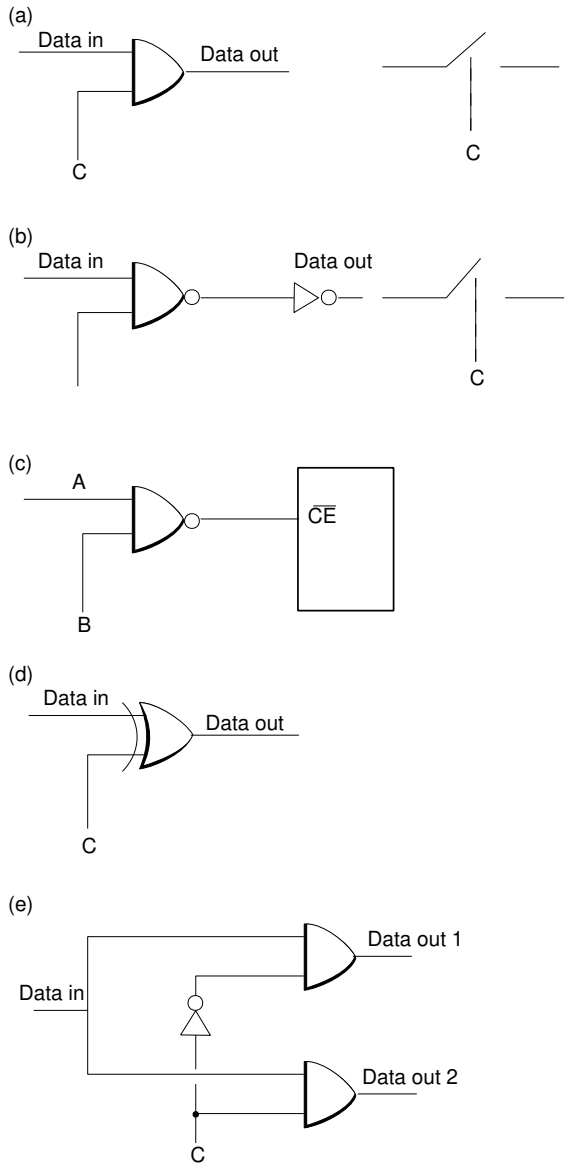 (a)
Data in
Data out
C
C
(b)
Data in
Data out
C
(c)
A
C̅E̅
B
(d)
Data in
Data out
C
(e)
Data out 1
Data in
Data out 2
C